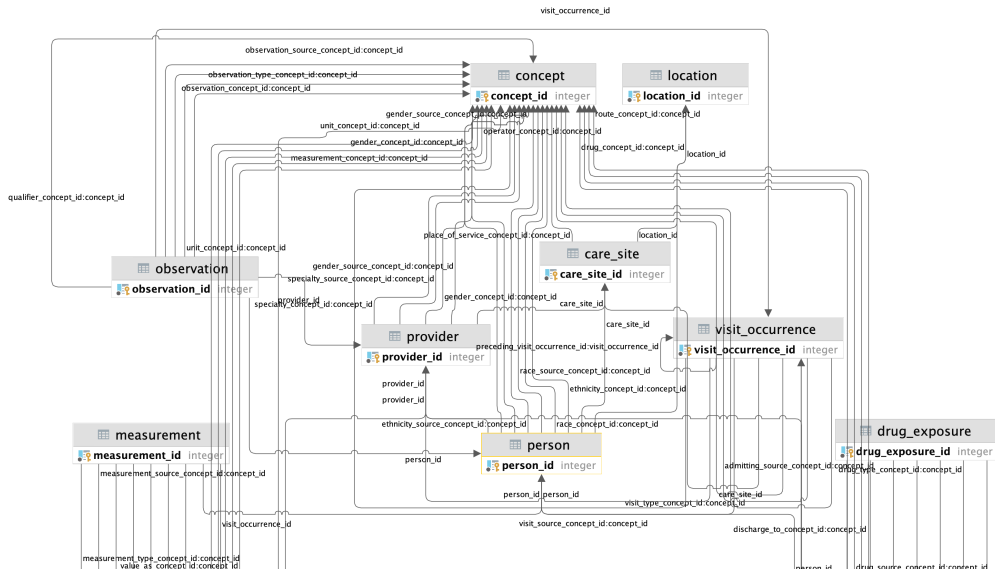 visit_occurrence_id
observation_source_concept_id:concept_id
observation_type_concept_id:concept_id
observation_concept_id:concept_id
concept
concept_id integer
location
location_id integer
gender_source_concept_id:concept_id
route_concept_id:concept_id
unit_concept_id:concept_id
operator_concept_id:concept_id
gender_concept_id:concept_id
drug_concept_id:concept_id
measurement_concept_id:concept_id
location_id
qualifier_concept_id:concept_id
place_of_service_concept_id:concept_id
location_id
unit_concept_id:concept_id
care_site
care_site_id integer
observation
observation_id integer
gender_source_concept_id:concept_id
specialty_source_concept_id:concept_id
provider_id
specialty_concept_id:concept_id
gender_concept_id:concept_id
care_site_id
care_site_id
provider
provider_id integer
visit_occurrence
visit_occurrence_id integer
preceding_visit_occurrence_id:visit_occurrence_id
race_source_concept_id:concept_id
provider_id
ethnicity_concept_id:concept_id
provider_id
ethnicity_source_concept_id:concept_id
race_concept_id:concept_id
measurement
measurement_id integer
person
person_id integer
drug_exposure
drug_exposure_id integer
person_id
measurement_source_concept_id:concept_id
admitting_source_concept_id:concept_id
drug_type_concept_id:concept_id
person_id
person_id
care_site_id
visit_type_concept_id:concept_id
visit_occurrence_id
visit_source_concept_id:concept_id
discharge_to_concept_id:concept_id
measurement_type_concept_id:concept_id
value_as_concept_id:concept_id
person_id
drug_source_concept_id:concept_id